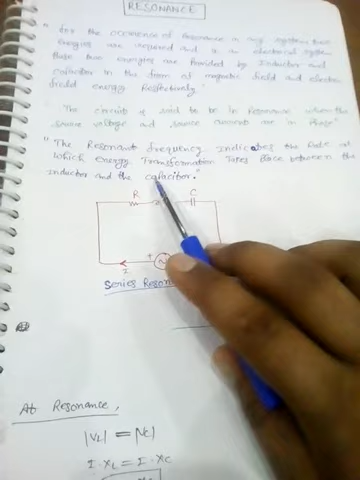 RESONANCE
" for the occurrence of Resonance in any system two
energies are required and in an electrical system
these two energies are Provided by Inductor and
capacitor in the form of magnetic field and electric
field energy Respectively."
" The circuit is said to be in Resonance when the
source voltage and source current are in Phase"
" The Resonant frequency Indicates the Rate at
Which energy Transformation Takes Place between the
Inductor and the capacitor."
R C
I + ~
Series
At Resonance,
|VL| = |VC|
I · XL = I · XC